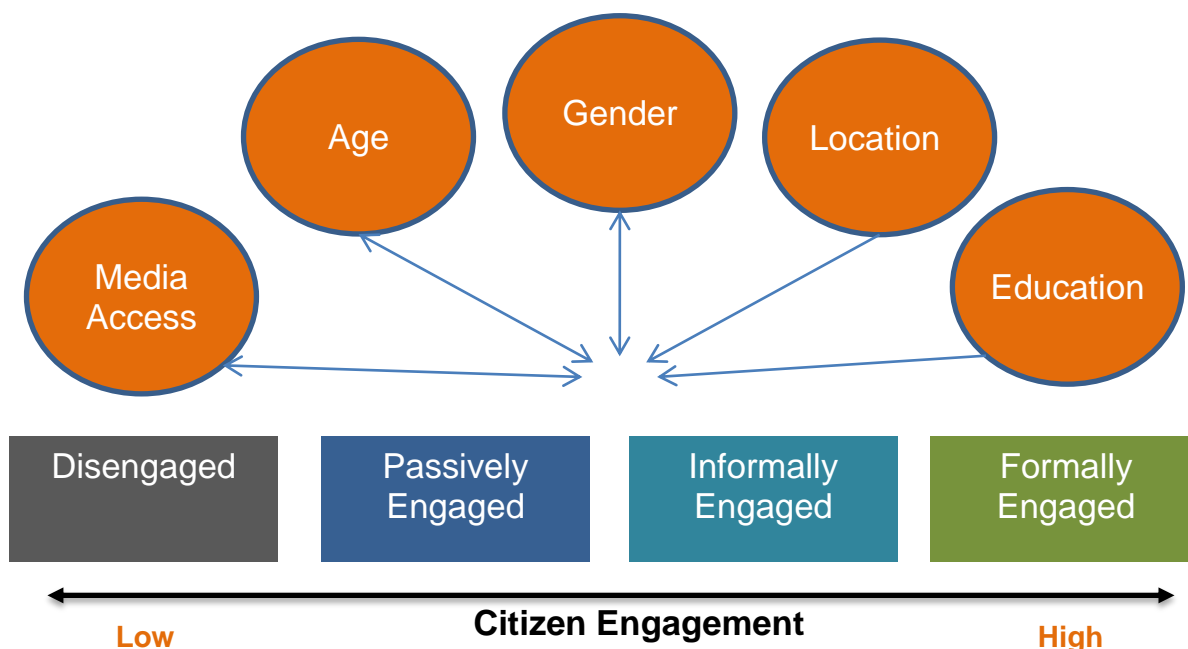 Gender
Age
Location
Media
Access
Education
Disengaged
Passively
Engaged
Informally
Engaged
Formally
Engaged
Citizen Engagement
Low
High